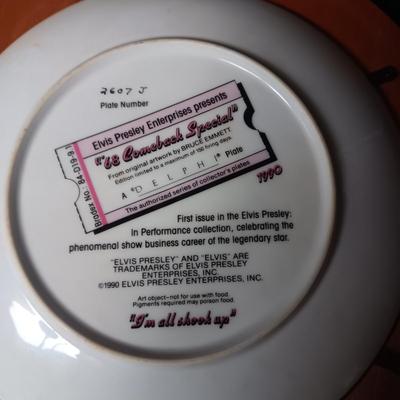 2607 J
Plate Number
Elvis Presley Enterprises presents
"'68 Comeback Special"
From original artwork by BRUCE EMMETT.
Edition limited to a maximum of 150 firing days.
A DELPHI® Plate
The authorized series of collector's plates
Bradex No. 84-D19-9.1
1990
First issue in the Elvis Presley:
In Performance collection, celebrating the
phenomenal show business career of the legendary star.
"ELVIS PRESLEY" AND "ELVIS" ARE
TRADEMARKS OF ELVIS PRESLEY
ENTERPRISES, INC.
©1990 ELVIS PRESLEY ENTERPRISES, INC.
Art object–not for use with food.
Pigments required may poison food.
"I'm all shook up"